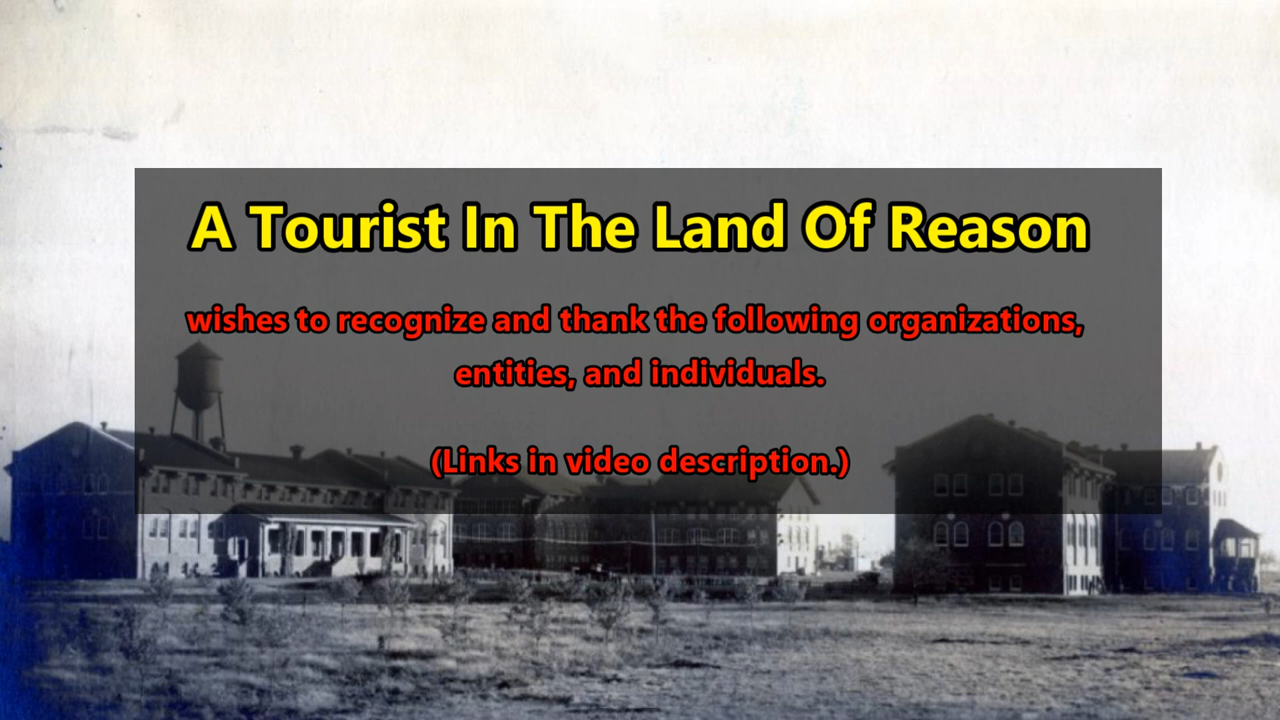 A Tourist In The Land Of Reason
wishes to recognize and thank the following organizations,
entities, and individuals.
(Links in video description.)